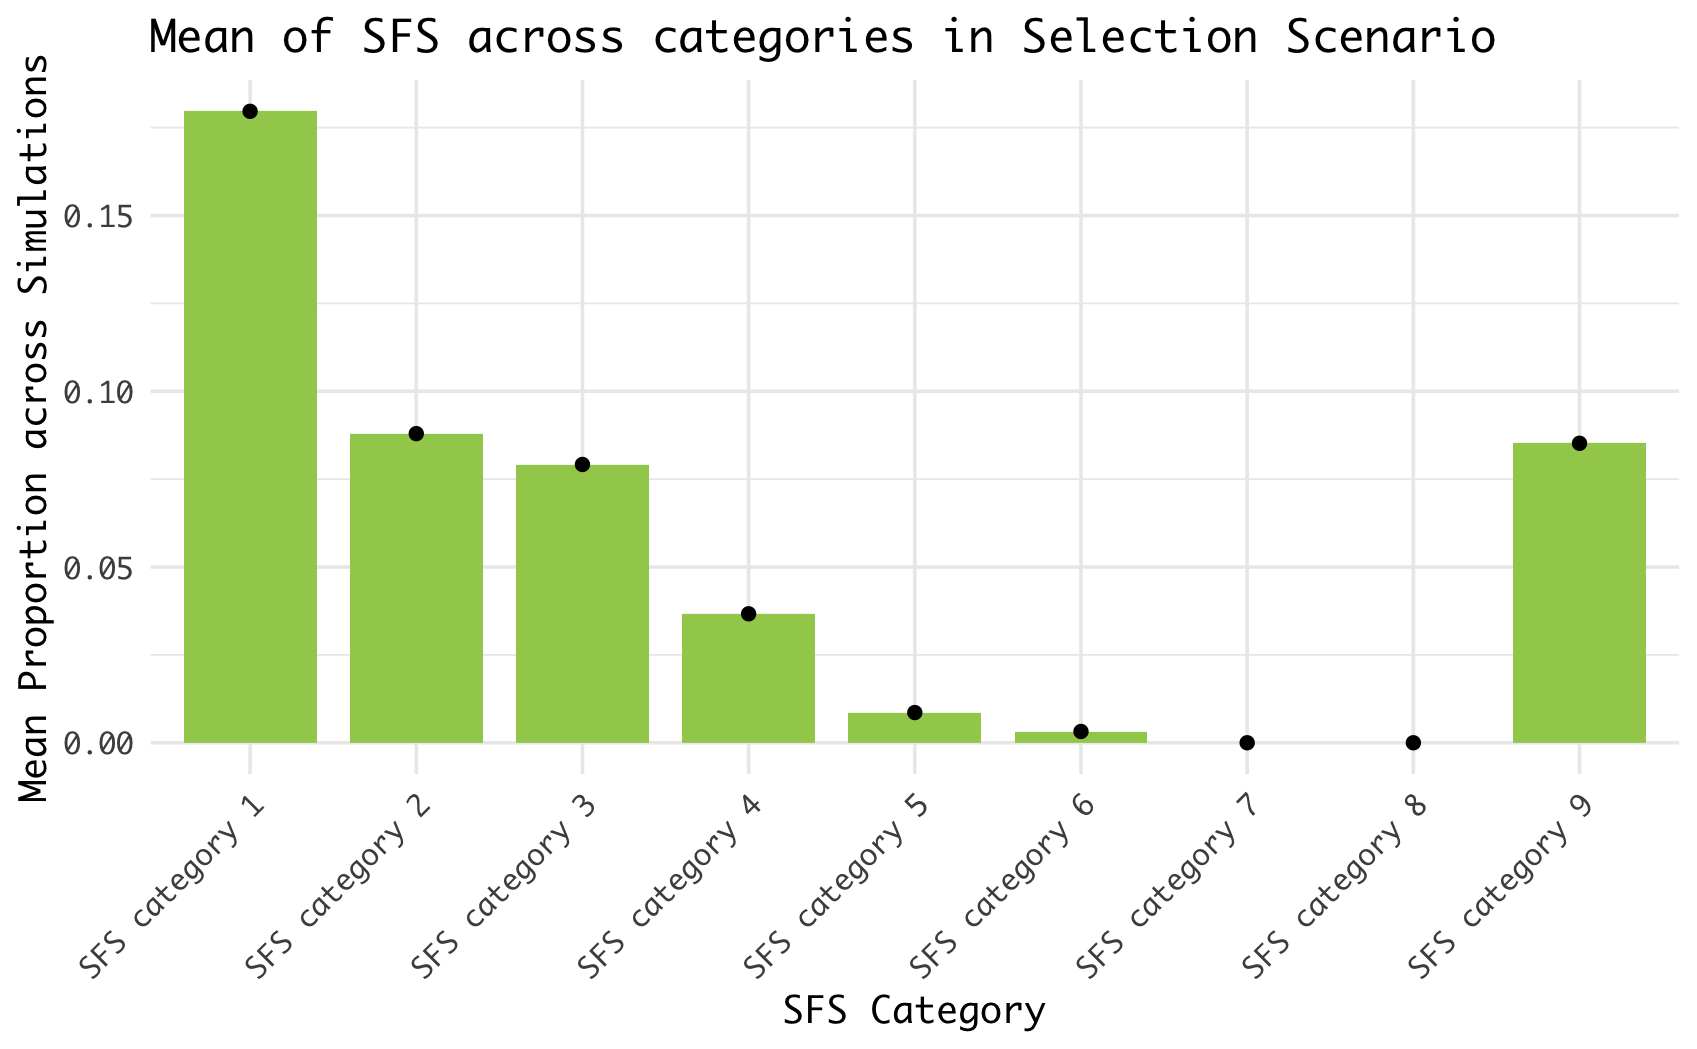 Mean of SFS across categories in Selection Scenario
Mean Proportion across Simulations
0.15
0.10
0.05
0.00
SFS category 1
SFS category 2
SFS category 3
SFS category 4
SFS category 5
SFS category 6
SFS category 7
SFS category 8
SFS category 9
SFS Category